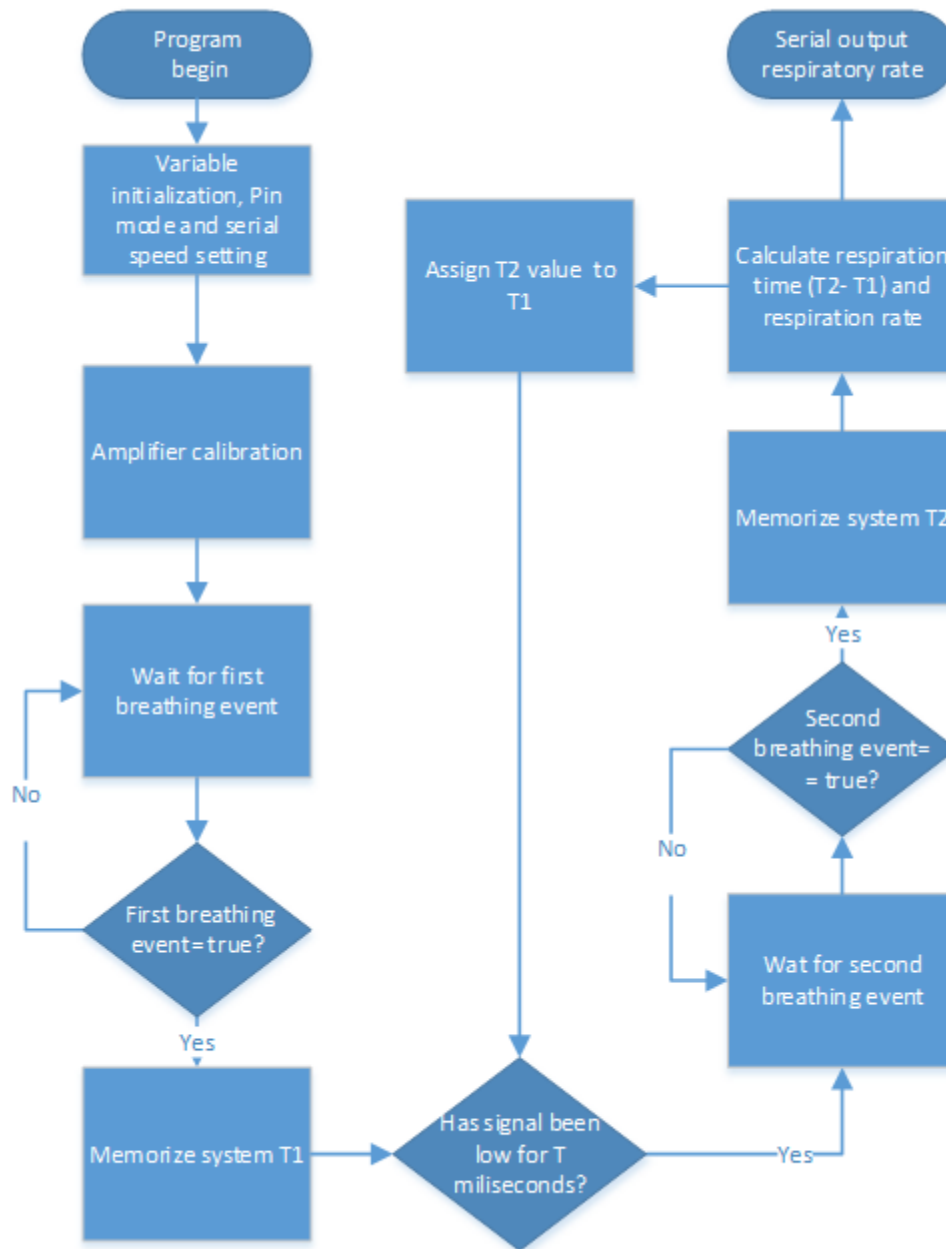 Program
begin
Variable
initialization, Pin
mode and serial
speed setting
Amplifier calibration
Wait for first
breathing event
No
First breathing
event=true?
Yes
Memorize system T1
Has signal been
low for T
miliseconds?
Yes
Wat for second
breathing event
No
Second
breathing event=
= true?
Yes
Memorize system T2
Calculate respiration
time (T2- T1) and
respiration rate
Assign T2 value to
T1
Serial output
respiratory rate